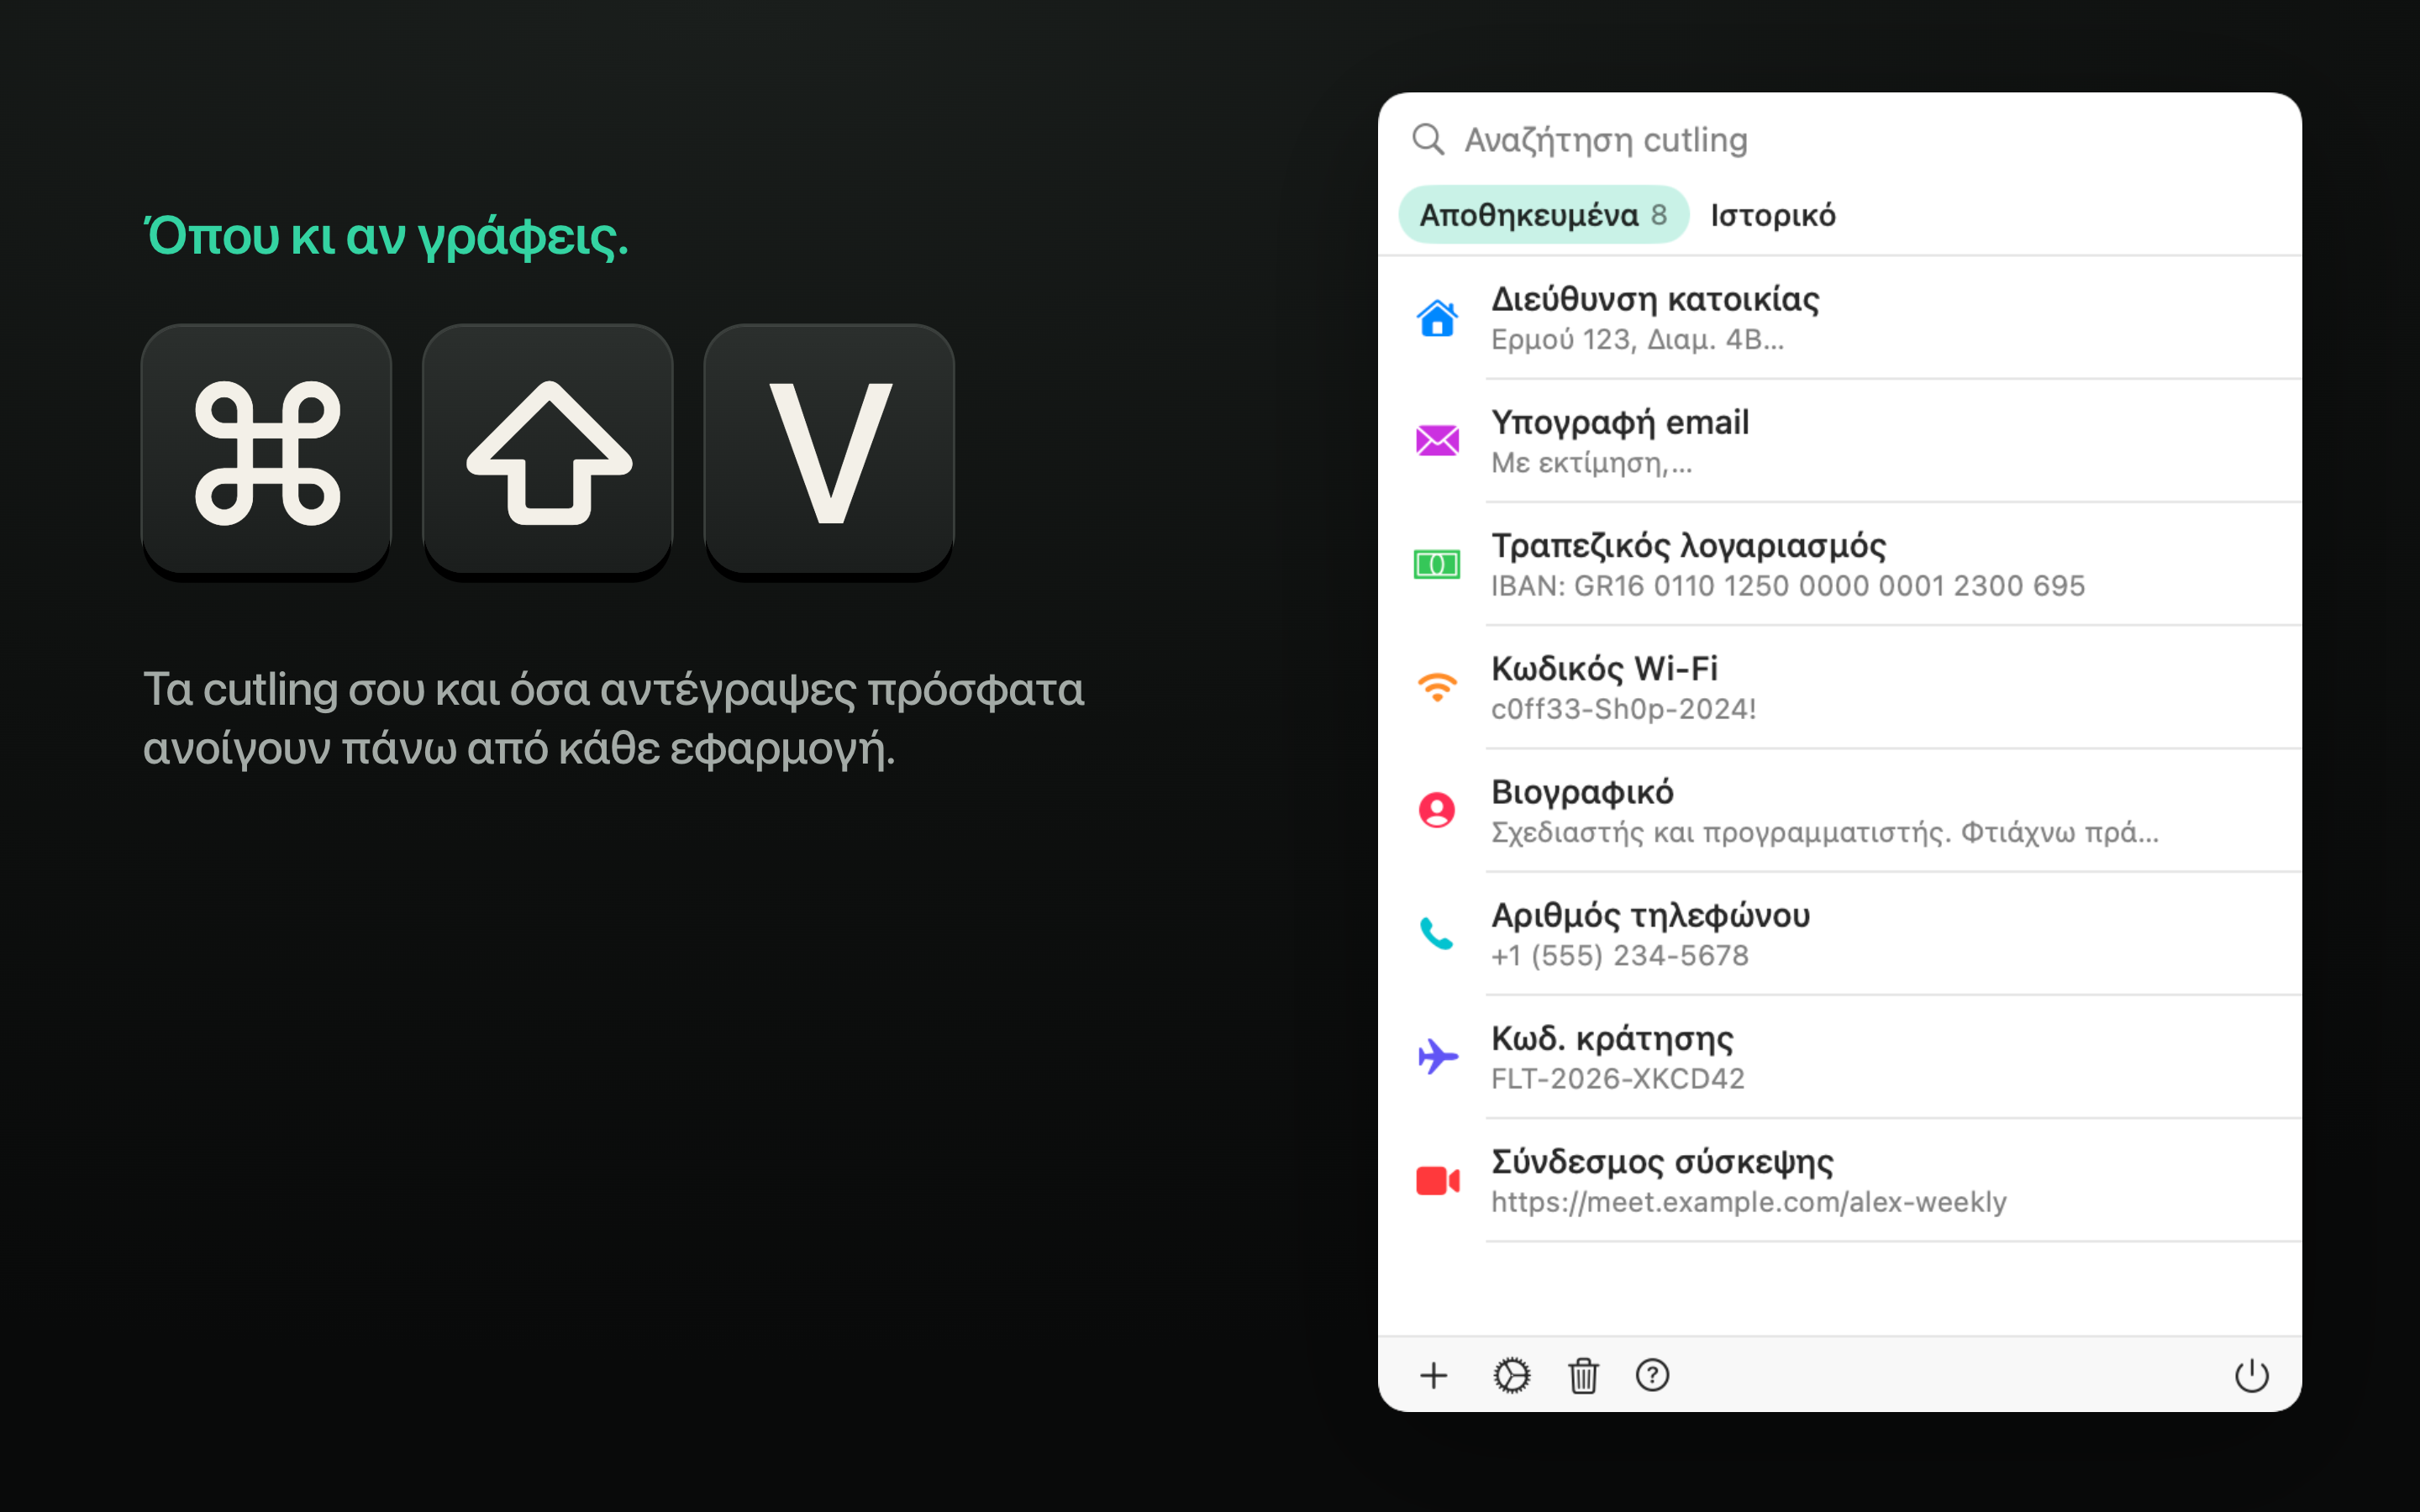 Όπου κι αν γράφεις.
⌘ ⇧ V
Τα cutling σου και όσα αντέγραψες πρόσφατα
ανοίγουν πάνω από κάθε εφαρμογή.
Αναζήτηση cutling
Αποθηκευμένα 8 Ιστορικό
Διεύθυνση κατοικίας
Ερμού 123, Διαμ. 4Β...
Υπογραφή email
Με εκτίμηση,...
Τραπεζικός λογαριασμός
IBAN: GR16 0110 1250 0000 0001 2300 695
Κωδικός Wi-Fi
c0ff33-Sh0p-2024!
Βιογραφικό
Σχεδιαστής και προγραμματιστής. Φτιάχνω πρά...
Αριθμός τηλεφώνου
+1 (555) 234-5678
Κωδ. κράτησης
FLT-2026-XKCD42
Σύνδεσμος σύσκεψης
https://meet.example.com/alex-weekly